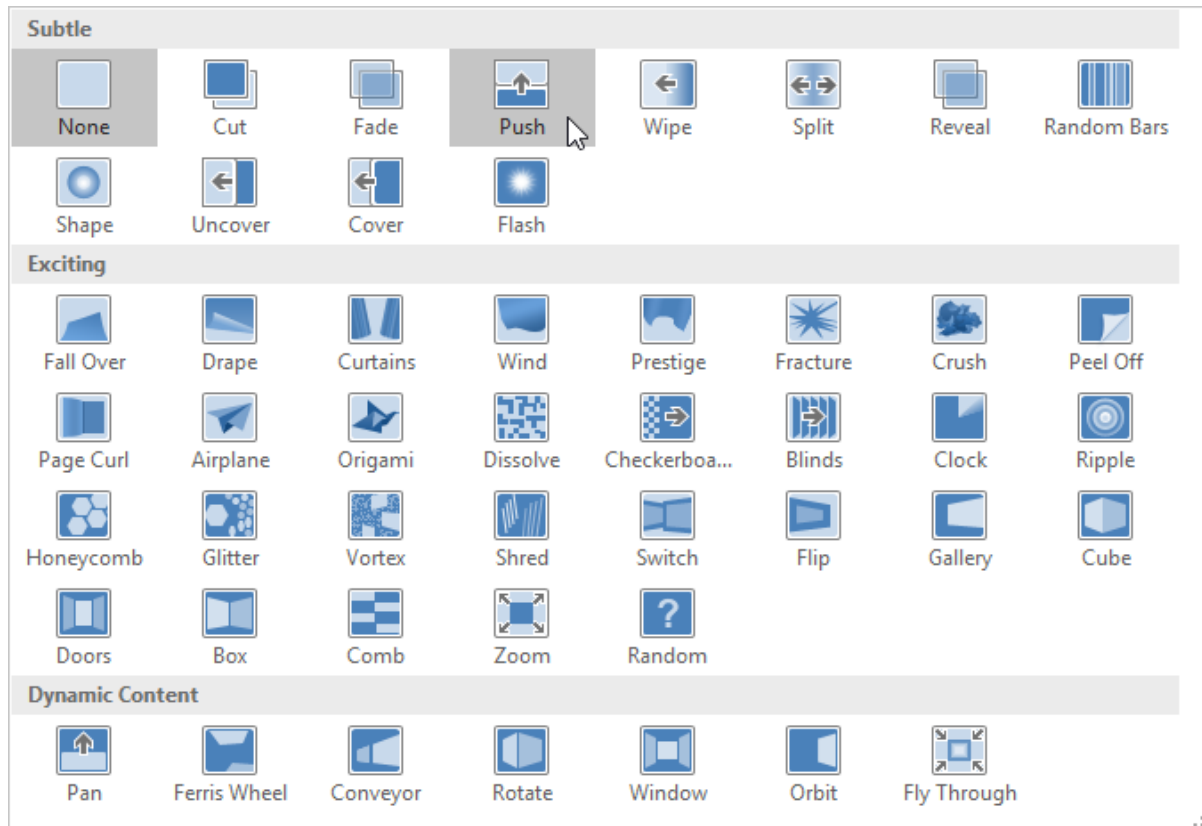 Subtle
None Cut Fade Push Wipe Split Reveal Random Bars
Shape Uncover Cover Flash
Exciting
Fall Over Drape Curtains Wind Prestige Fracture Crush Peel Off
Page Curl Airplane Origami Dissolve Checkerboa... Blinds Clock Ripple
Honeycomb Glitter Vortex Shred Switch Flip Gallery Cube
?
Doors Box Comb Zoom Random
Dynamic Content
Pan Ferris Wheel Conveyor Rotate Window Orbit Fly Through